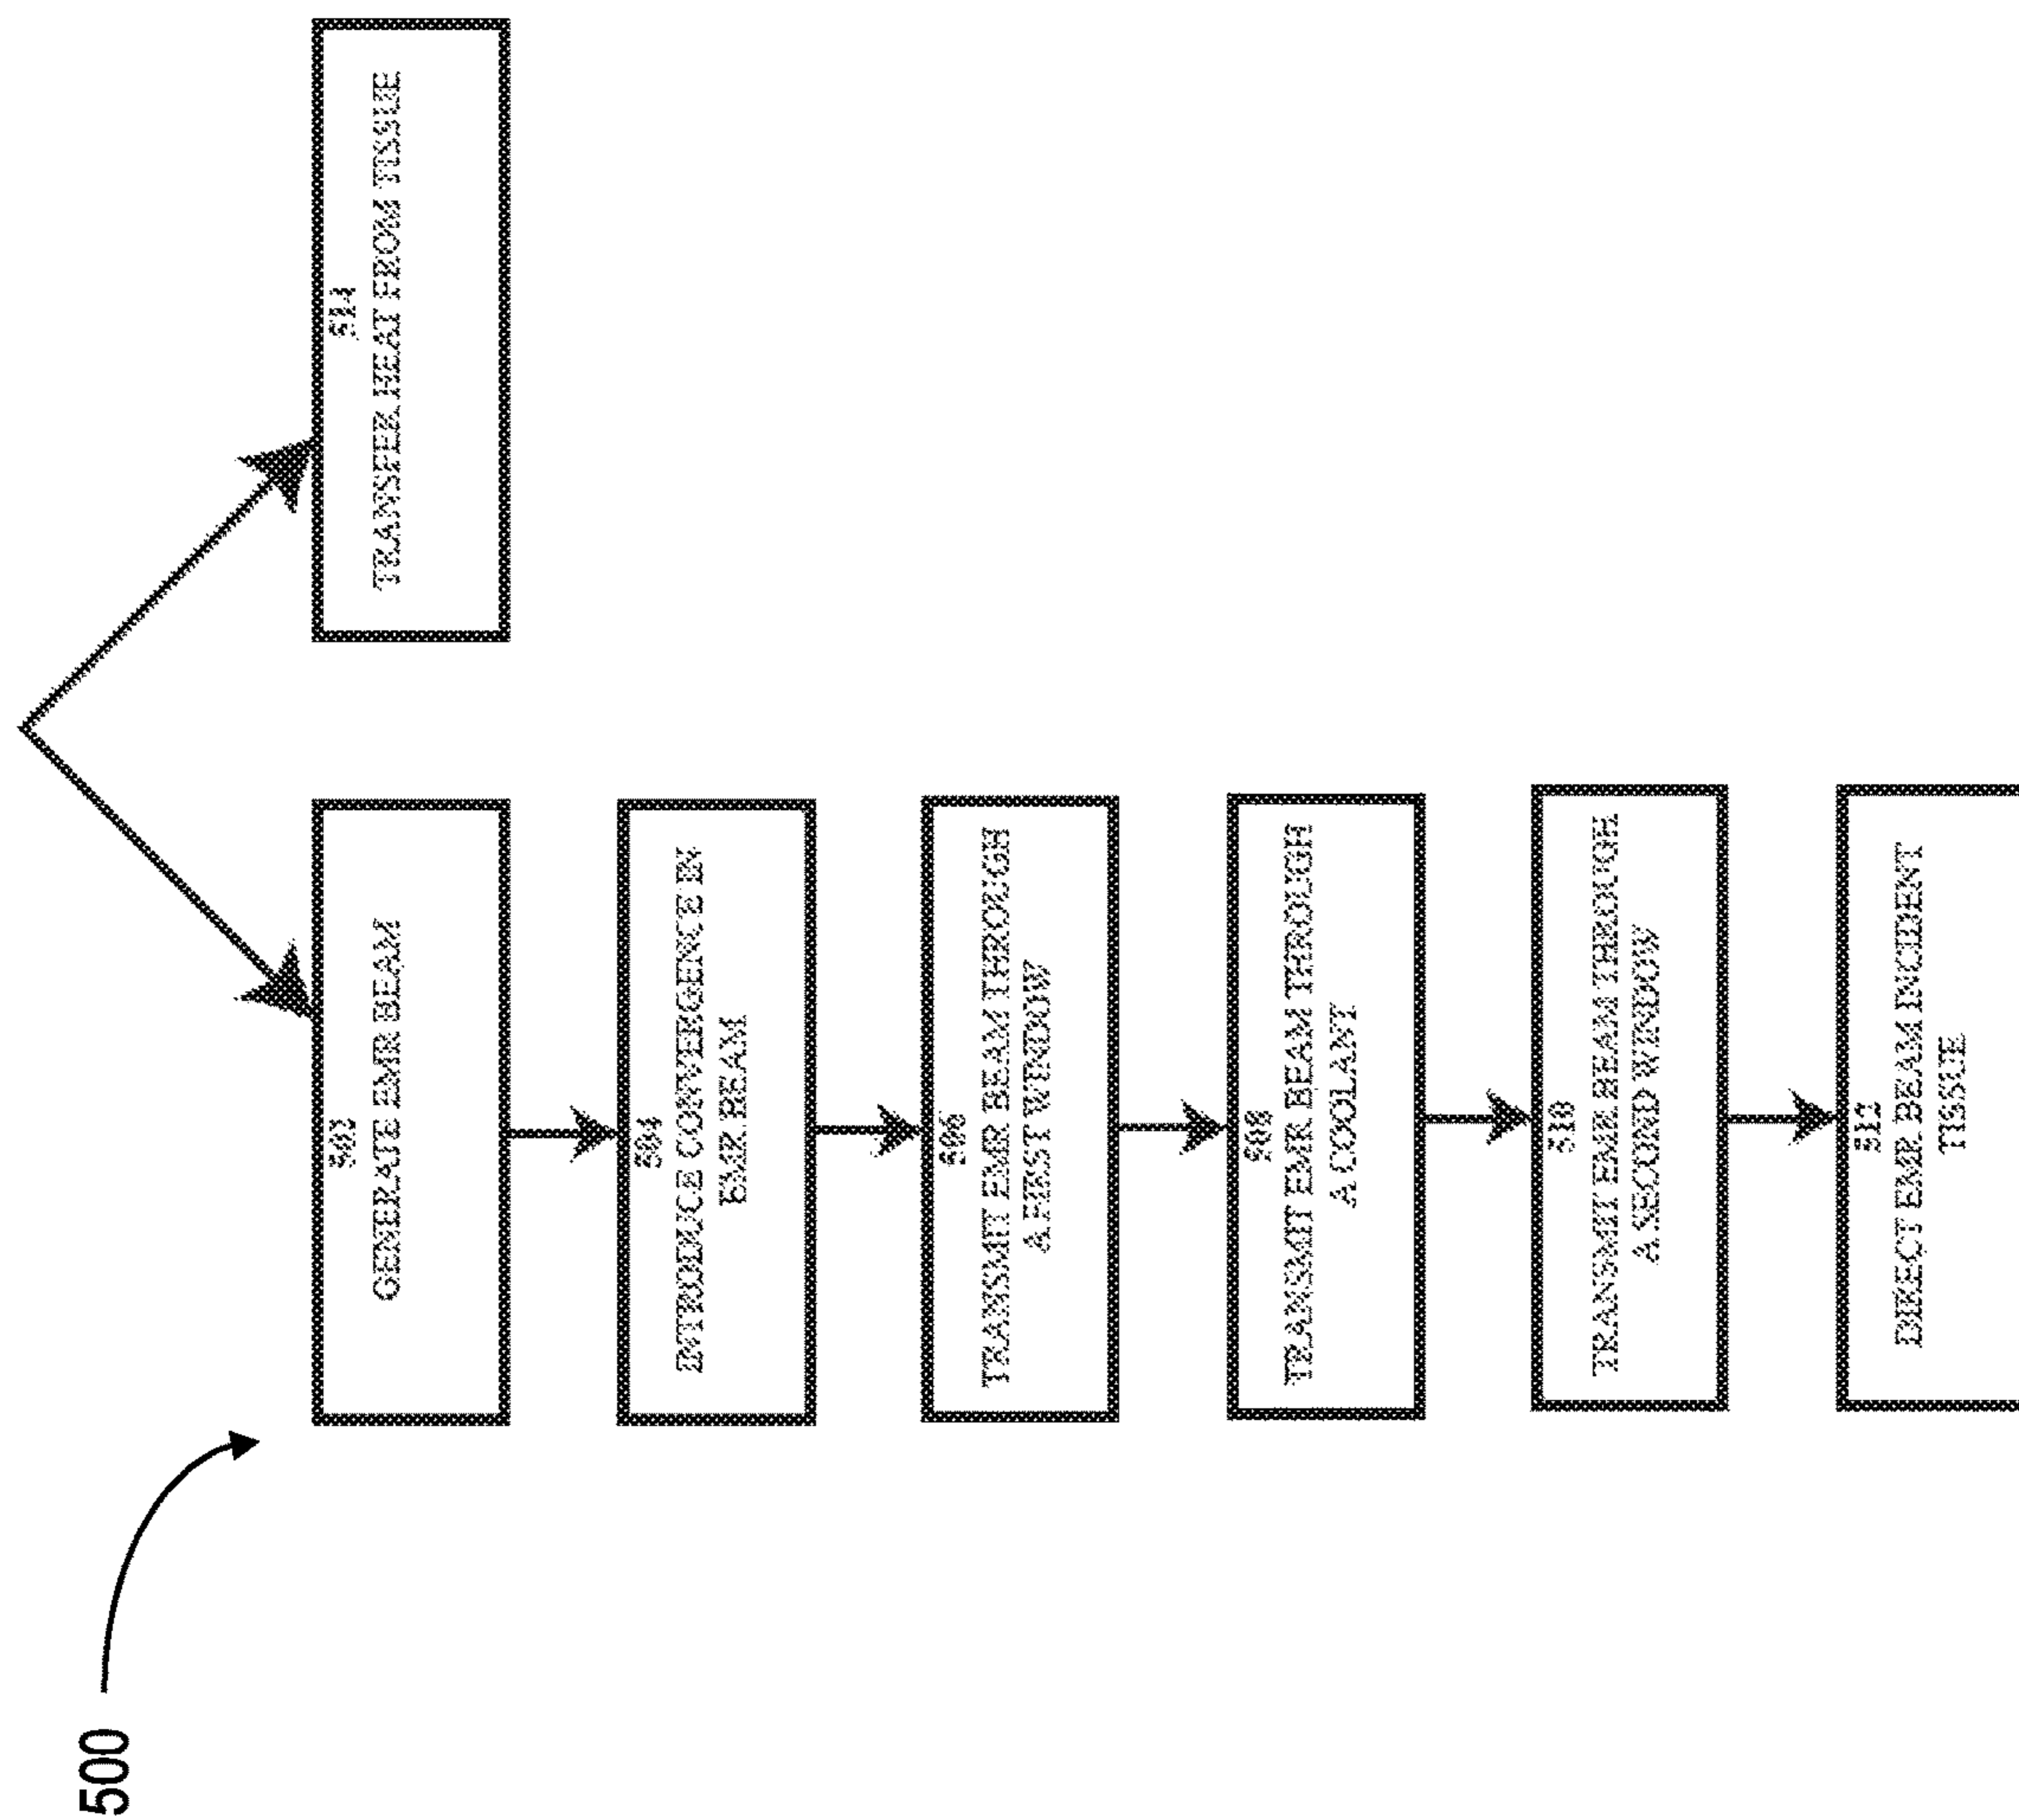 500
502
GENERATE EMR BEAM
504
INTRODUCE CONVERGENCE IN
EMR BEAM
506
TRANSMIT EMR BEAM THROUGH
A FIRST WINDOW
508
TRANSMIT EMR BEAM THROUGH
A COOLANT
510
TRANSMIT EMR BEAM THROUGH
A SECOND WINDOW
512
DIRECT EMR BEAM INCIDENT
TISSUE
514
TRANSFER HEAT FROM TISSUE